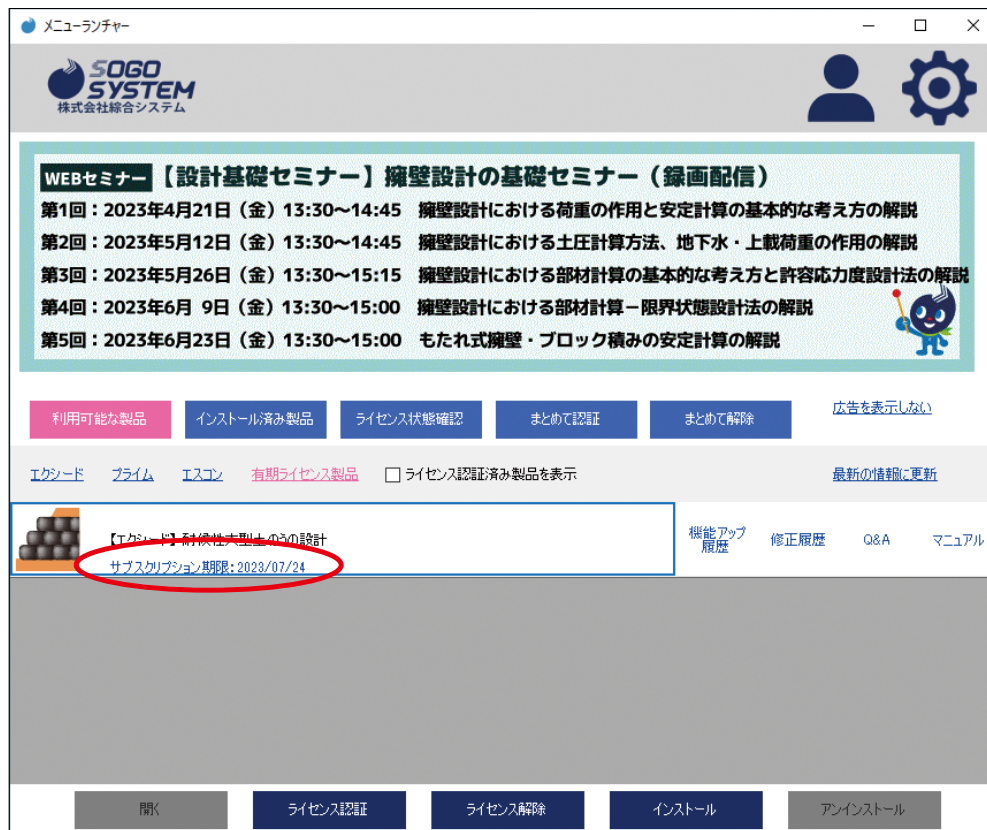 メニューランチャー
SOGO
SYSTEM
株式会社綜合システム
WEBセミナー 【設計基礎セミナー】擁壁設計の基礎セミナー（録画配信）
第1回：2023年4月21日（金）13:30～14:45 擁壁設計における荷重の作用と安定計算の基本的な考え方の解説
第2回：2023年5月12日（金）13:30～14:45 擁壁設計における土圧計算方法、地下水・上載荷重の作用の解説
第3回：2023年5月26日（金）13:30～15:15 擁壁設計における部材計算の基本的な考え方と許容応力度設計法の解説
第4回：2023年6月 9日（金）13:30～15:00 擁壁設計における部材計算－限界状態設計法の解説
第5回：2023年6月23日（金）13:30～15:00 もたれ式擁壁・ブロック積みの安定計算の解説
利用可能な製品 インストール済み製品 ライセンス状態確認 まとめて認証 まとめて解除 広告を表示しない
エクシード プライム エスコン 有期ライセンス製品 ライセンス認証済み製品を表示 最新の情報に更新
【エクシード】耐候性大型土のうの設計
サブスクリプション期限：2023/07/24
機能アップ
履歴
修正履歴 Q&A マニュアル
開く ライセンス認証 ライセンス解除 インストール アンインストール